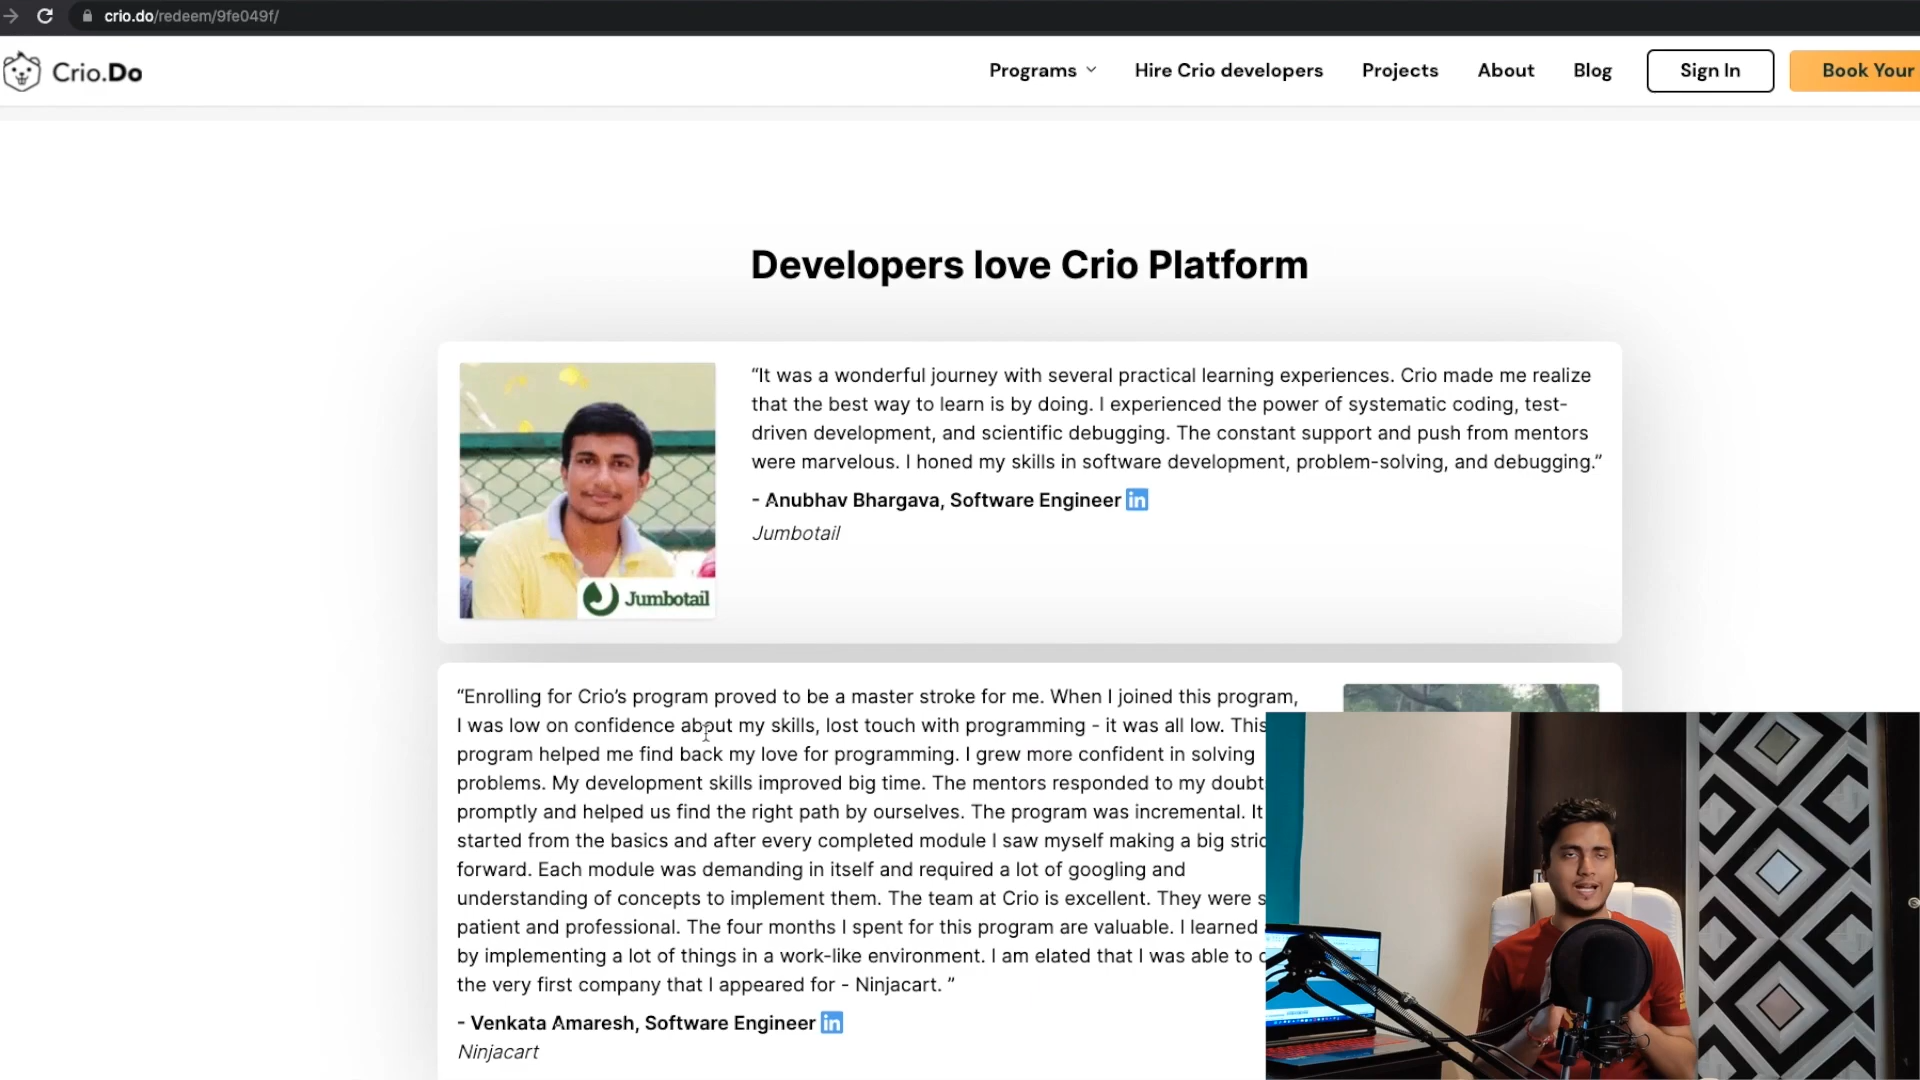 crio.do/redeem/9fe049f/
Crio.Do
Programs Hire Crio developers Projects About Blog Sign In Book Your
Developers love Crio Platform
“It was a wonderful journey with several practical learning experiences. Crio made me realize
that the best way to learn is by doing. I experienced the power of systematic coding, test-
driven development, and scientific debugging. The constant support and push from mentors
were marvelous. I honed my skills in software development, problem-solving, and debugging.”
- Anubhav Bhargava, Software Engineer in
Jumbotail
Jumbotail
“Enrolling for Crio’s program proved to be a master stroke for me. When I joined this program,
I was low on confidence about my skills, lost touch with programming - it was all low. This
program helped me find back my love for programming. I grew more confident in solving
problems. My development skills improved big time. The mentors responded to my doubt
promptly and helped us find the right path by ourselves. The program was incremental. It
started from the basics and after every completed module I saw myself making a big
forward. Each module was demanding in itself and required a lot of googling and
understanding of concepts to implement them. The team at Crio is excellent. They were
patient and professional. The four months I spent for this program are valuable. I learned
by implementing a lot of things in a work-like environment. I am elated that I was able to
the very first company that I appeared for - Ninjacart. ”
- Venkata Amaresh, Software Engineer in
Ninjacart